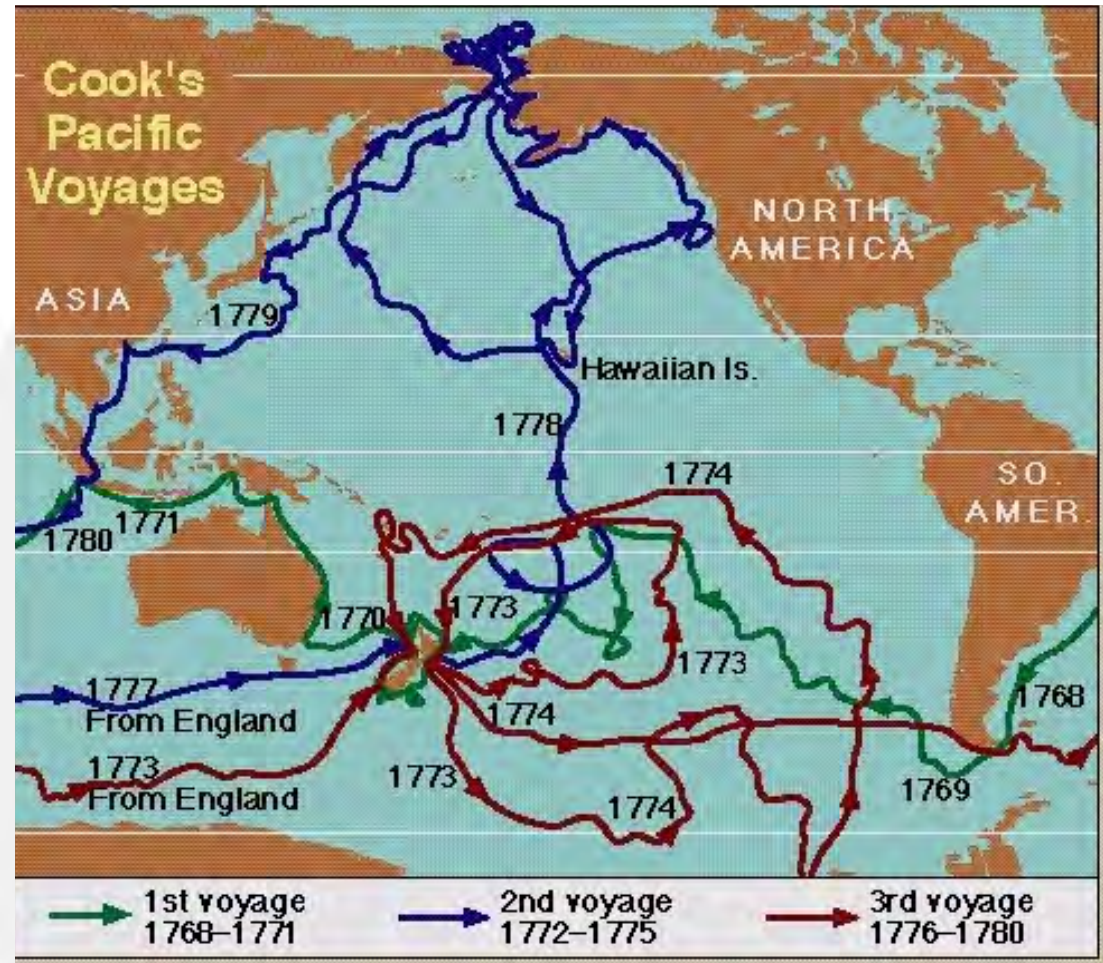 Cook's
Pacific
Voyages
NORTH
AMERICA
ASIA
1779
Hawaiian Is.
1778
1774
SO.
AMER.
1780
1771
1770
1773
1773
1777
From England
1774
1768
1773
From England
1773
1774
1769
1st voyage
1768–1771
2nd voyage
1772–1775
3rd voyage
1776–1780